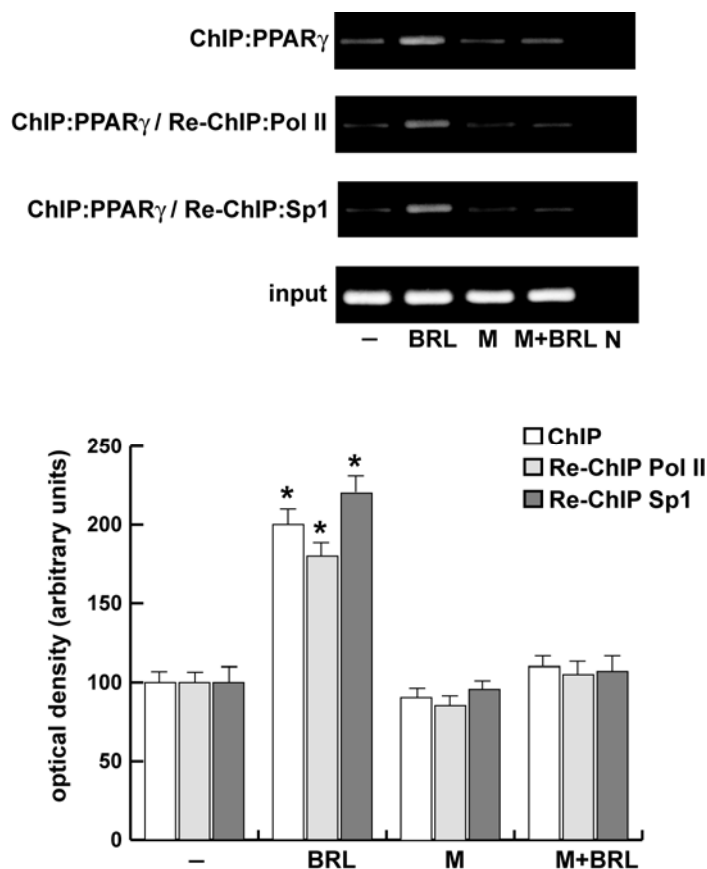 ChIP:PPARγ
ChIP:PPARγ / Re-ChIP:Pol II
ChIP:PPARγ / Re-ChIP:Sp1
input
– BRL M M+BRL N
250
200
150
100
50
0
optical density (arbitrary units)
ChIP
Re-ChIP Pol II
Re-ChIP Sp1
* * *
– BRL M M+BRL